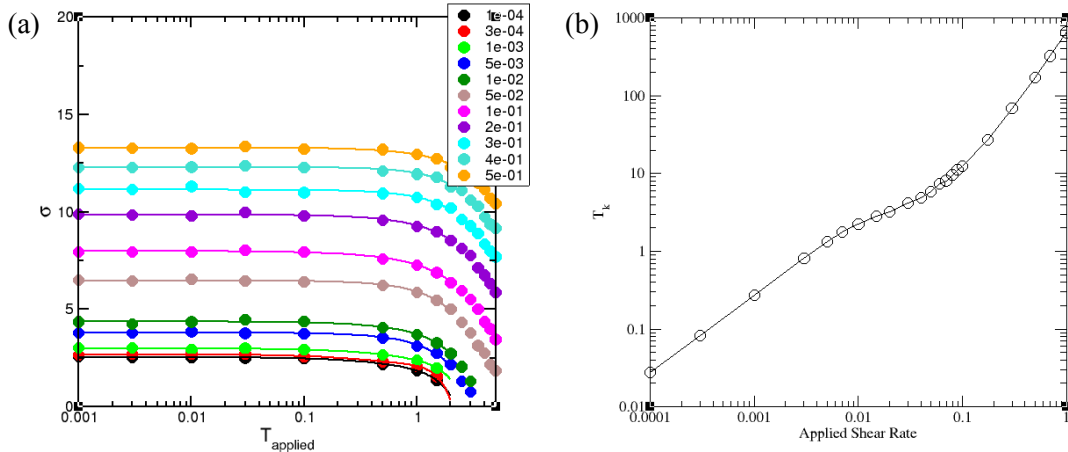 (a)
20
15
10
5
0
σ
0.001
0.01
0.1
1
T_applied
1e-04
3e-04
1e-03
5e-03
1e-02
5e-02
1e-01
2e-01
3e-01
4e-01
5e-01
(b)
1000
100
10
1
0.1
0.01
T_k
0.0001
0.001
0.01
0.1
1
Applied Shear Rate